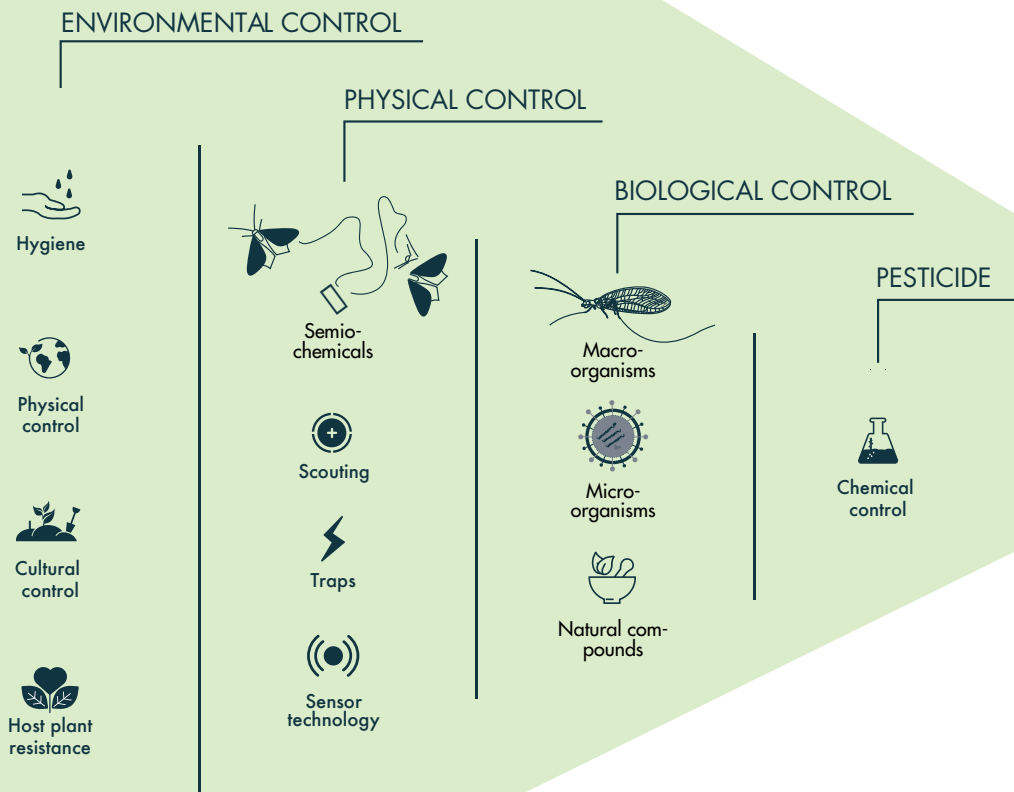 ENVIRONMENTAL CONTROL
Hygiene
Physical
control
Cultural
control
Host plant
resistance
PHYSICAL CONTROL
Semio-
chemicals
Scouting
Traps
Sensor
technology
BIOLOGICAL CONTROL
Macro-
organisms
Micro-
organisms
Natural com-
pounds
PESTICIDE
Chemical
control